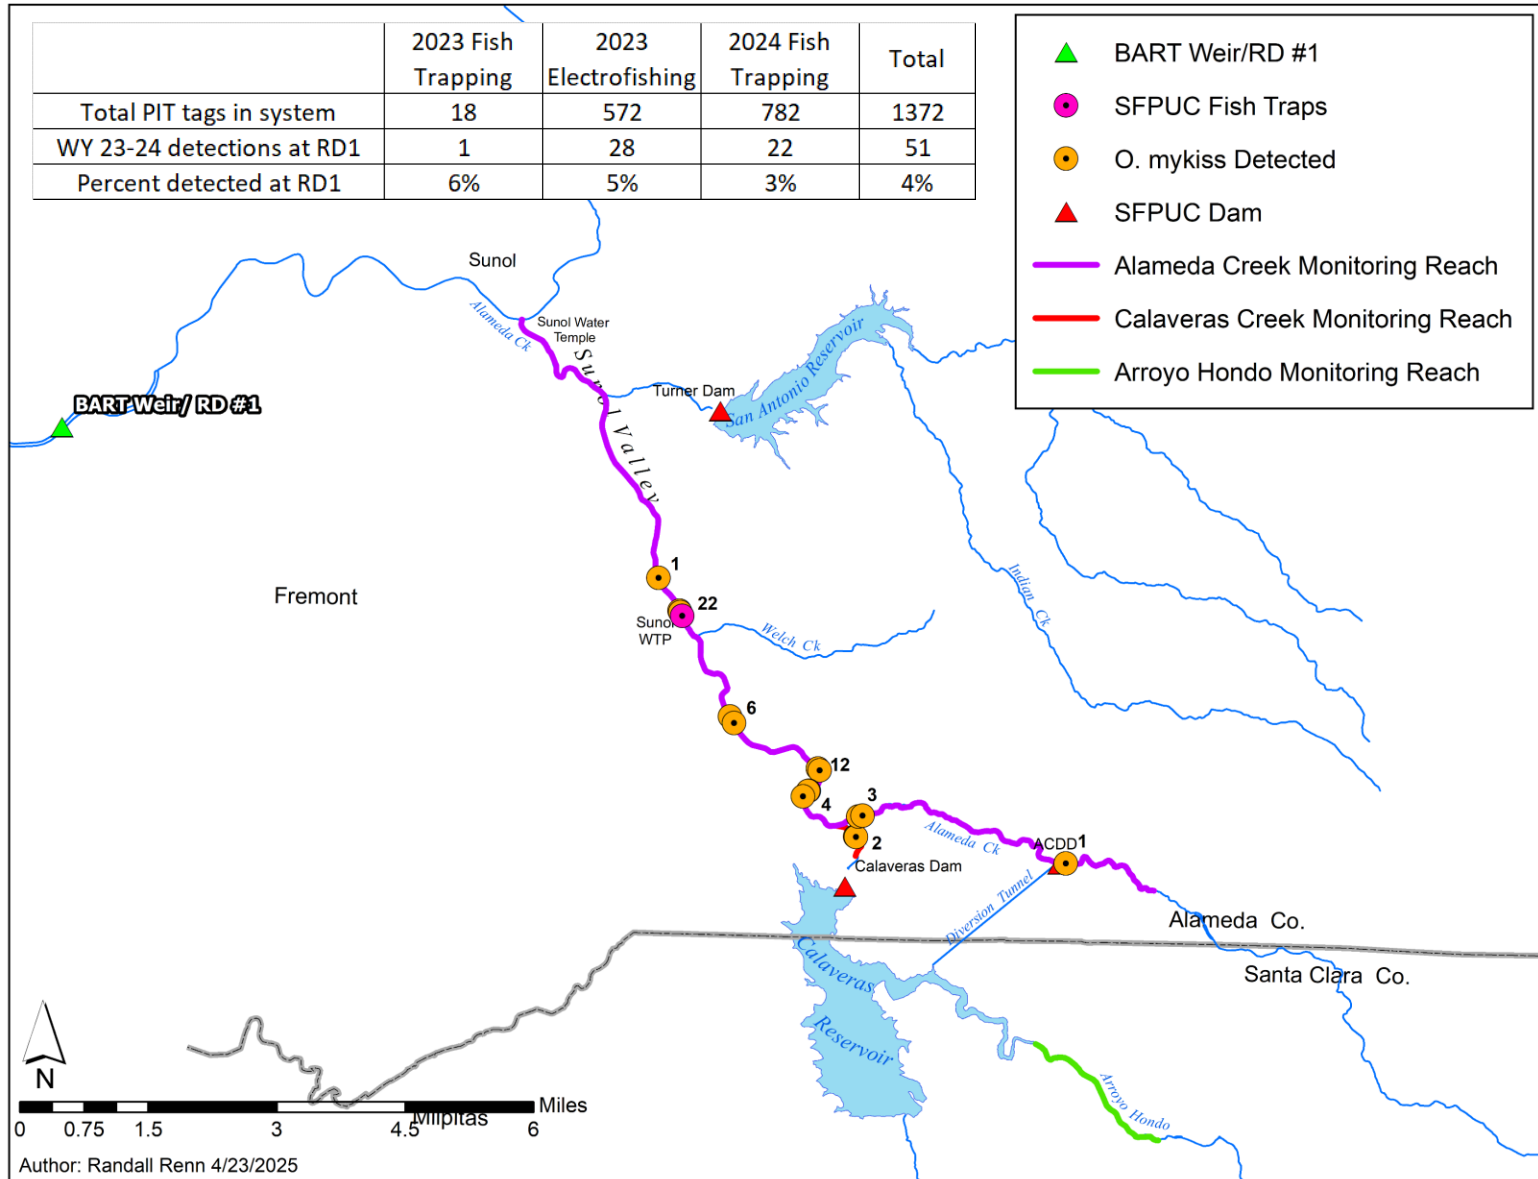 2023 Fish Trapping
2023 Electrofishing
2024 Fish Trapping
Total
Total PIT tags in system 18 572 782 1372
WY 23-24 detections at RD1 1 28 22 51
Percent detected at RD1 6% 5% 3% 4%
BART Weir/RD #1
SFPUC Fish Traps
O. mykiss Detected
SFPUC Dam
Alameda Creek Monitoring Reach
Calaveras Creek Monitoring Reach
Arroyo Hondo Monitoring Reach
Sunol
Alameda Ck
Sunol Water
Temple
Sunol Valley
Turner Dam
San Antonio Reservoir
BART Weir/ RD #1
Fremont
1
22
Sunol
WTP
Welch Ck
Indian Ck
6
12
4
3
2
Alameda Ck
ACDD
1
Calaveras Dam
Diversion Tunnel
Alameda Co.
Santa Clara Co.
Calaveras
Reservoir
Arroyo Hondo
N
Milpitas
Miles
0 0.75 1.5 3 4.5 6
Author: Randall Renn 4/23/2025